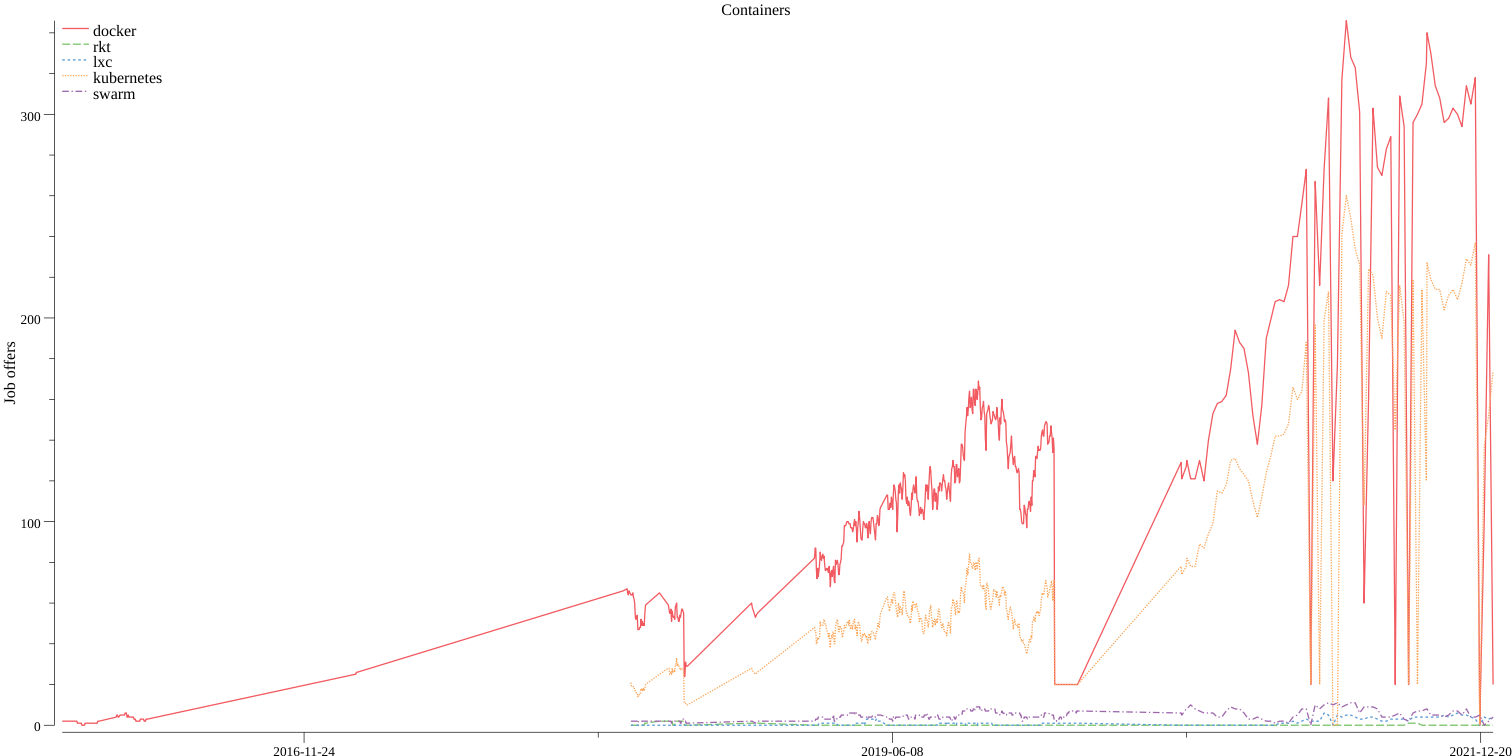 Containers
docker
rkt
lxc
kubernetes
swarm
300
200
100
0
Job offers
2016-11-24
2019-06-08
2021-12-20